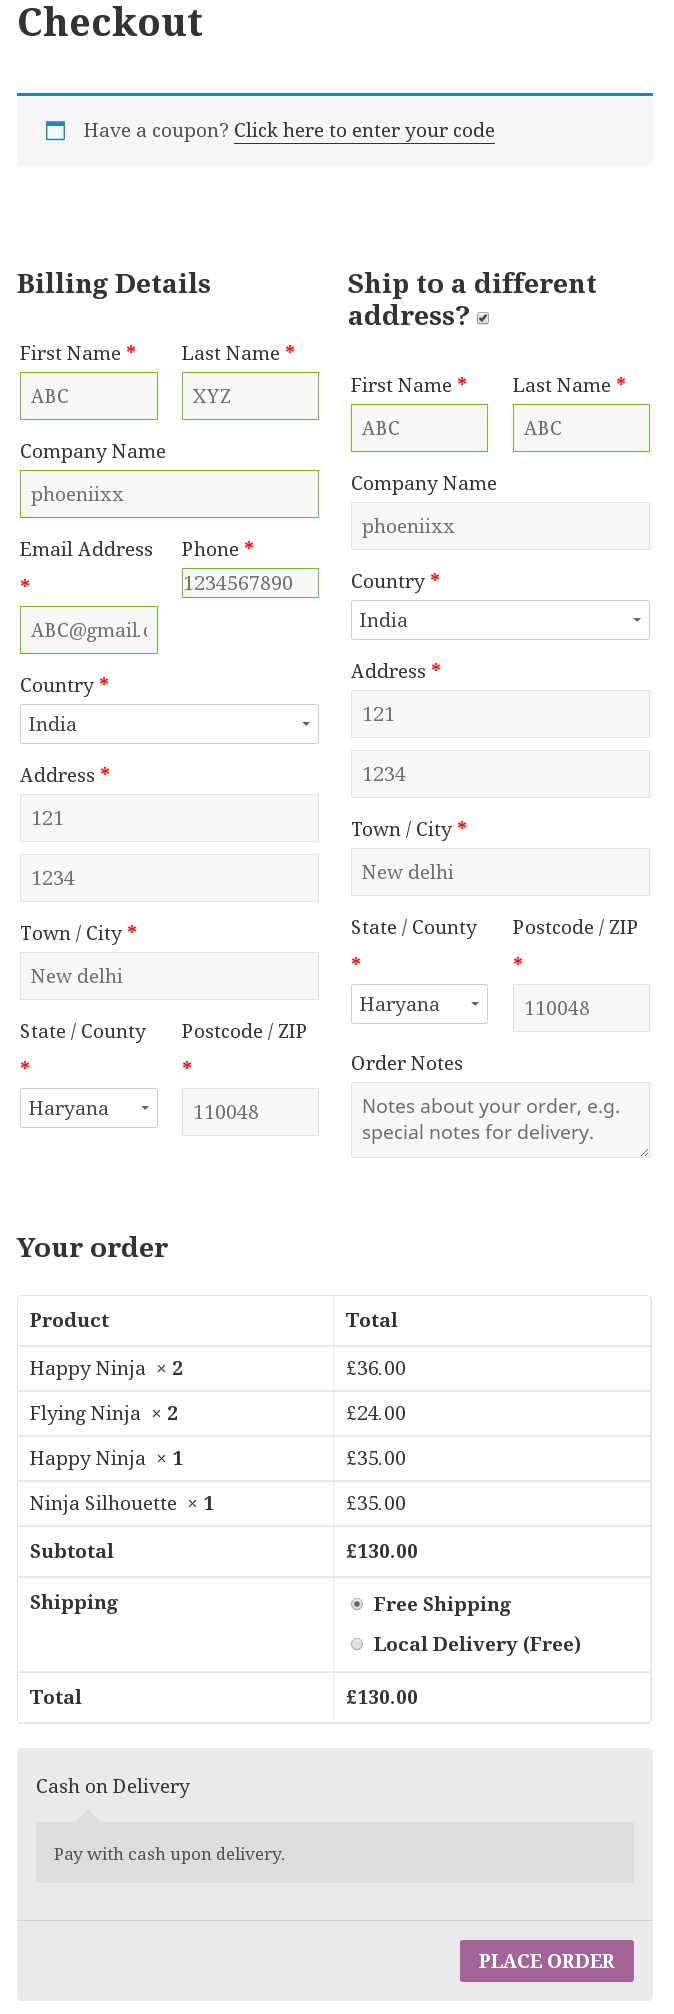 Checkout
Have a coupon? Click here to enter your code
Billing Details
First Name *
Last Name *
ABC
XYZ
Company Name
phoeniixx
Email Address
*
Phone *
ABC@gmail.c
1234567890
Country *
India
Address *
121
1234
Town / City *
New delhi
State / County
*
Postcode / ZIP
*
Haryana
110048
Ship to a different
address?
First Name *
Last Name *
ABC
ABC
Company Name
phoeniixx
Country *
India
Address *
121
1234
Town / City *
New delhi
State / County
*
Postcode / ZIP
*
Haryana
110048
Order Notes
Notes about your order, e.g.
special notes for delivery.
Your order
Product Total
Happy Ninja × 2 £36.00
Flying Ninja × 2 £24.00
Happy Ninja × 1 £35.00
Ninja Silhouette × 1 £35.00
Subtotal £130.00
Shipping Free Shipping
Local Delivery (Free)
Total £130.00
Cash on Delivery
Pay with cash upon delivery.
PLACE ORDER